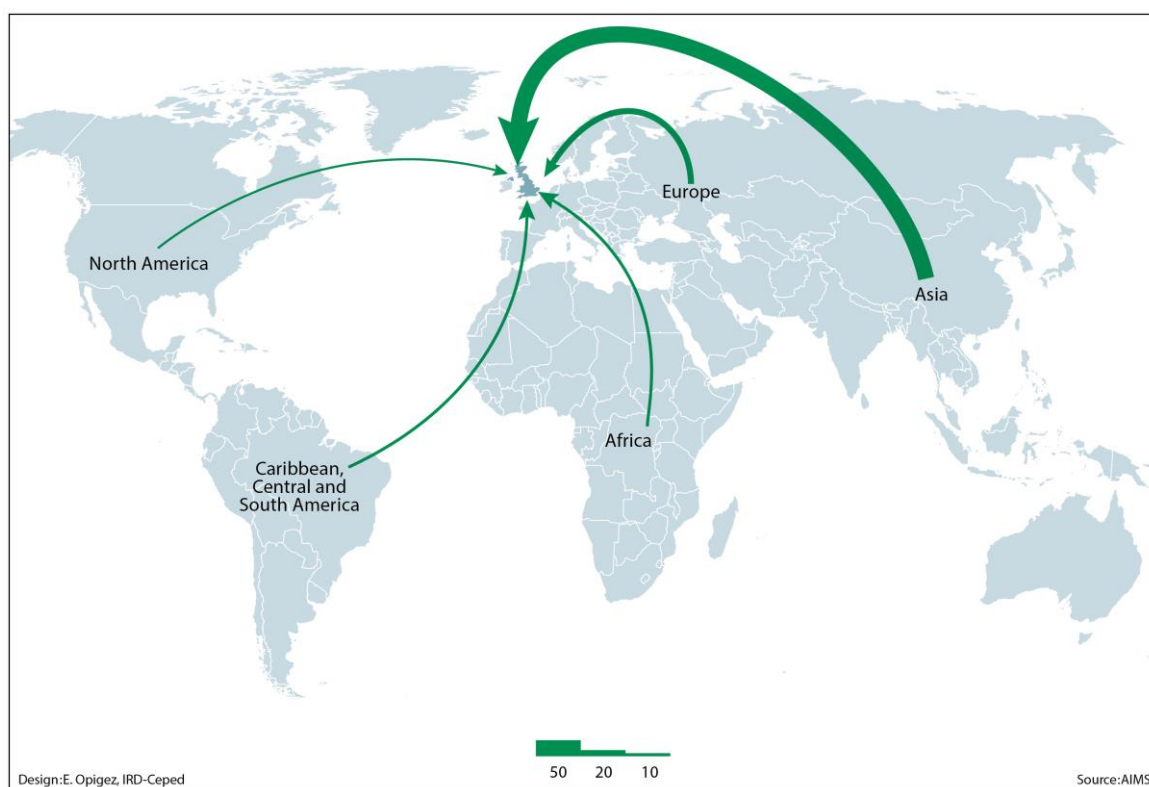 Europe
North America
Asia
Africa
Caribbean,
Central and
South America
50 20 10
Design:E. Opigez, IRD-Ceped
Source:AIMS